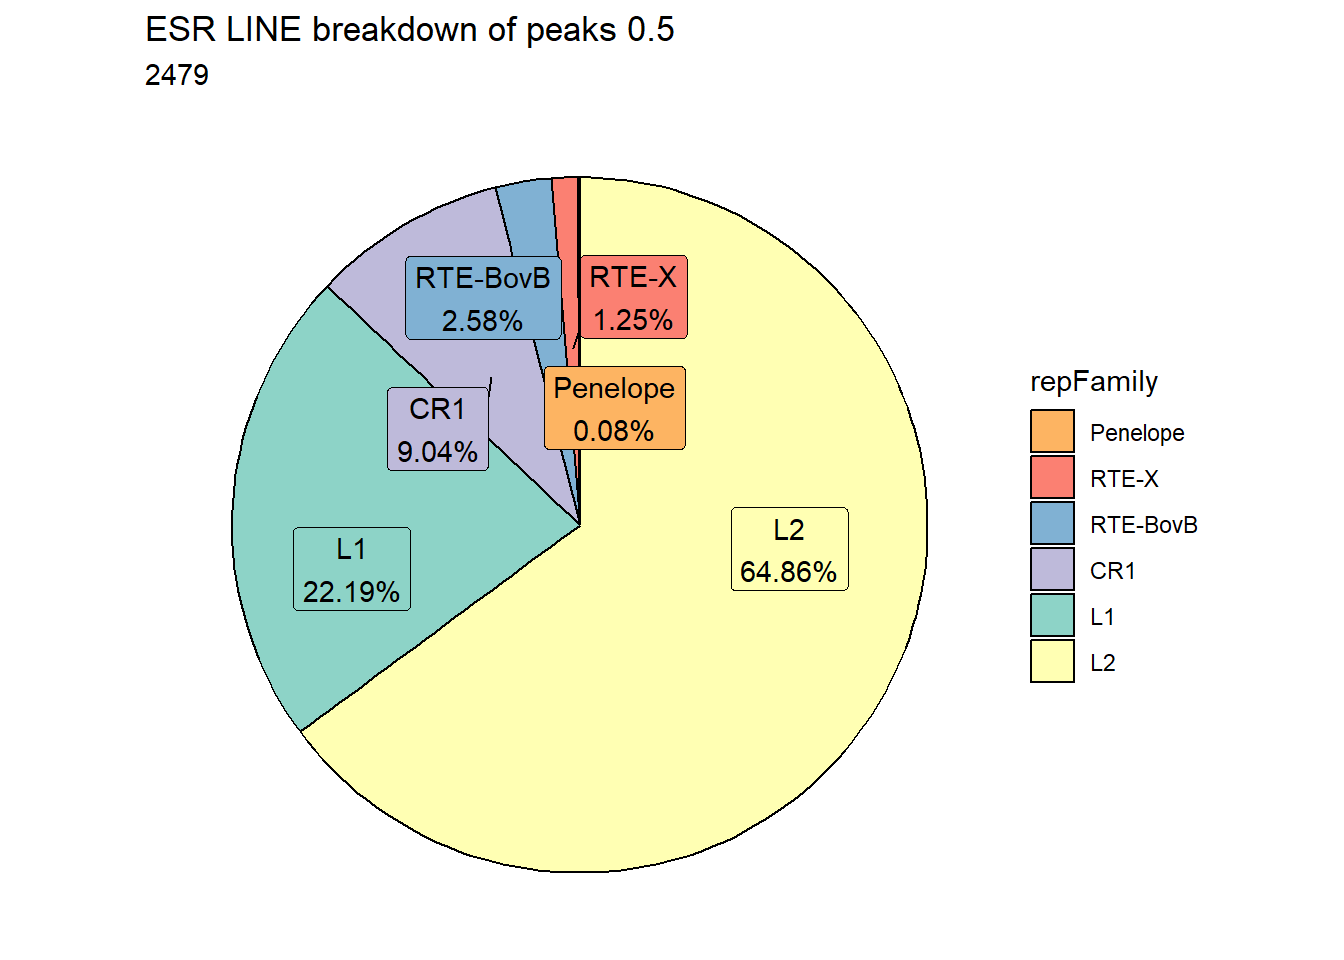 ESR LINE breakdown of peaks 0.5
2479
RTE-BovB
2.58%
RTE-X
1.25%
Penelope
0.08%
CR1
9.04%
L2
64.86%
L1
22.19%
repFamily
Penelope
RTE-X
RTE-BovB
CR1
L1
L2